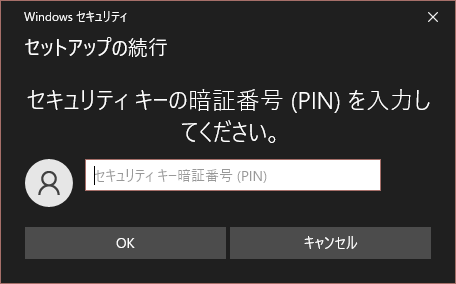 Windows セキュリティ
セットアップの続行
セキュリティ キーの暗証番号 (PIN) を入力し
てください。
セキュリティ キー暗証番号 (PIN)
OK キャンセル